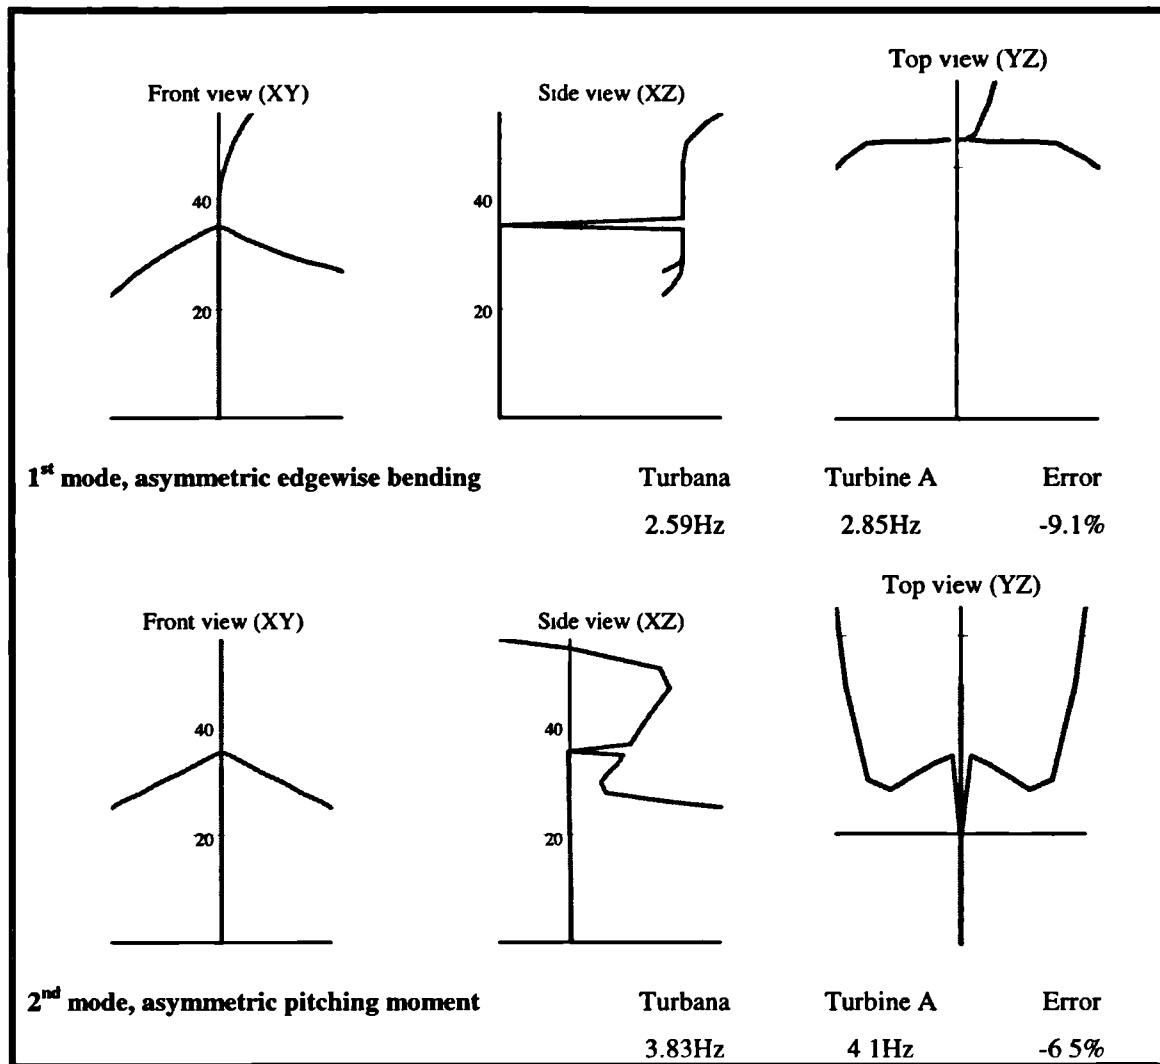 Top view (YZ)
Front view (XY)
Side view (XZ)
40
40
20
20
1st mode, asymmetric edgewise bending Turbana Turbine A Error
2.59Hz 2.85Hz -9.1%
Top view (YZ)
Front view (XY)
Side view (XZ)
40
40
20
20
2nd mode, asymmetric pitching moment Turbana Turbine A Error
3.83Hz 4 1Hz -6 5%